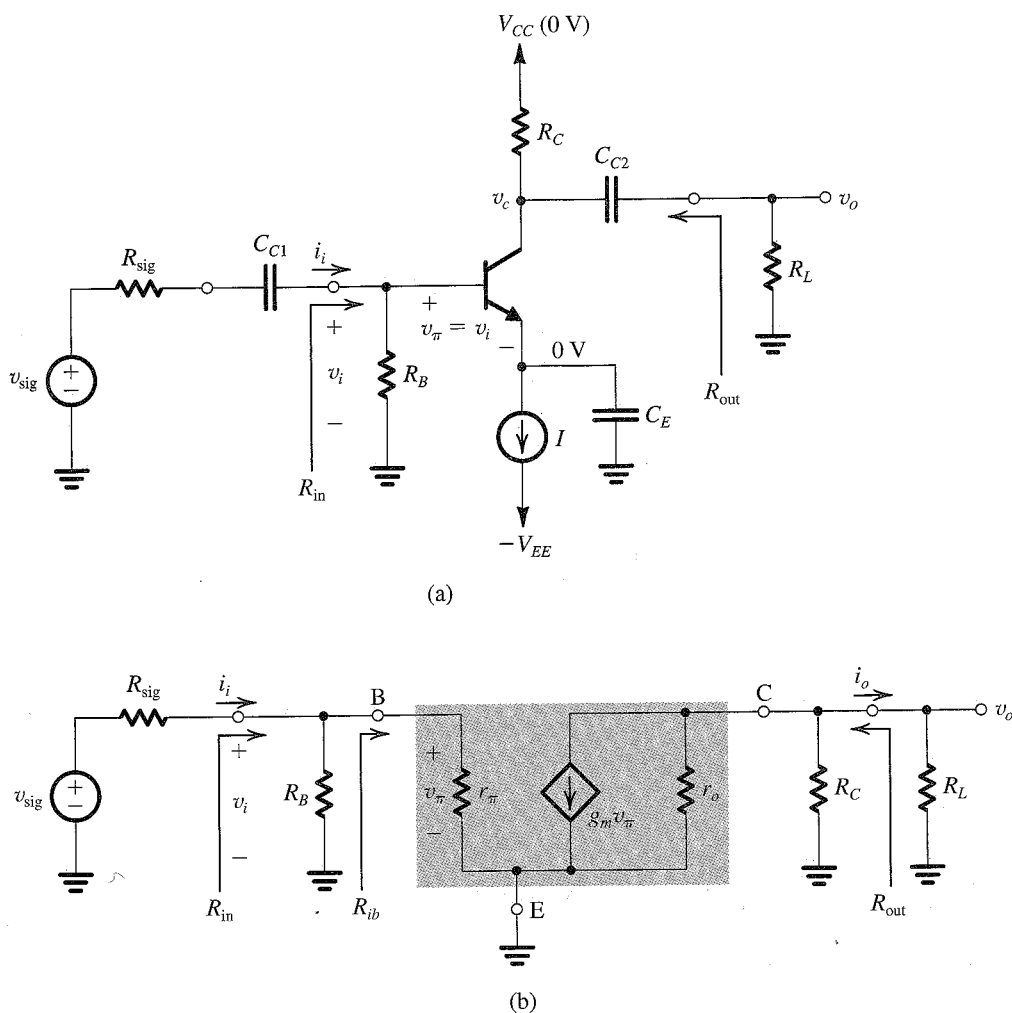 V_CC (0 V)
R_C
C_C2
v_c
v_o
C_C1
i_i
R_sig
R_L
+
v_π = v_i
−
+
v_i
−
0 V
v_sig
+
−
R_B
R_out
C_E
I
R_in
−V_EE
(a)
R_sig
i_i
B
C
i_o
v_o
+
v_i
−
v_sig
+
−
R_B
+
v_π
−
r_π
g_m v_π
r_o
R_C
R_L
R_in
R_ib
E
R_out
(b)